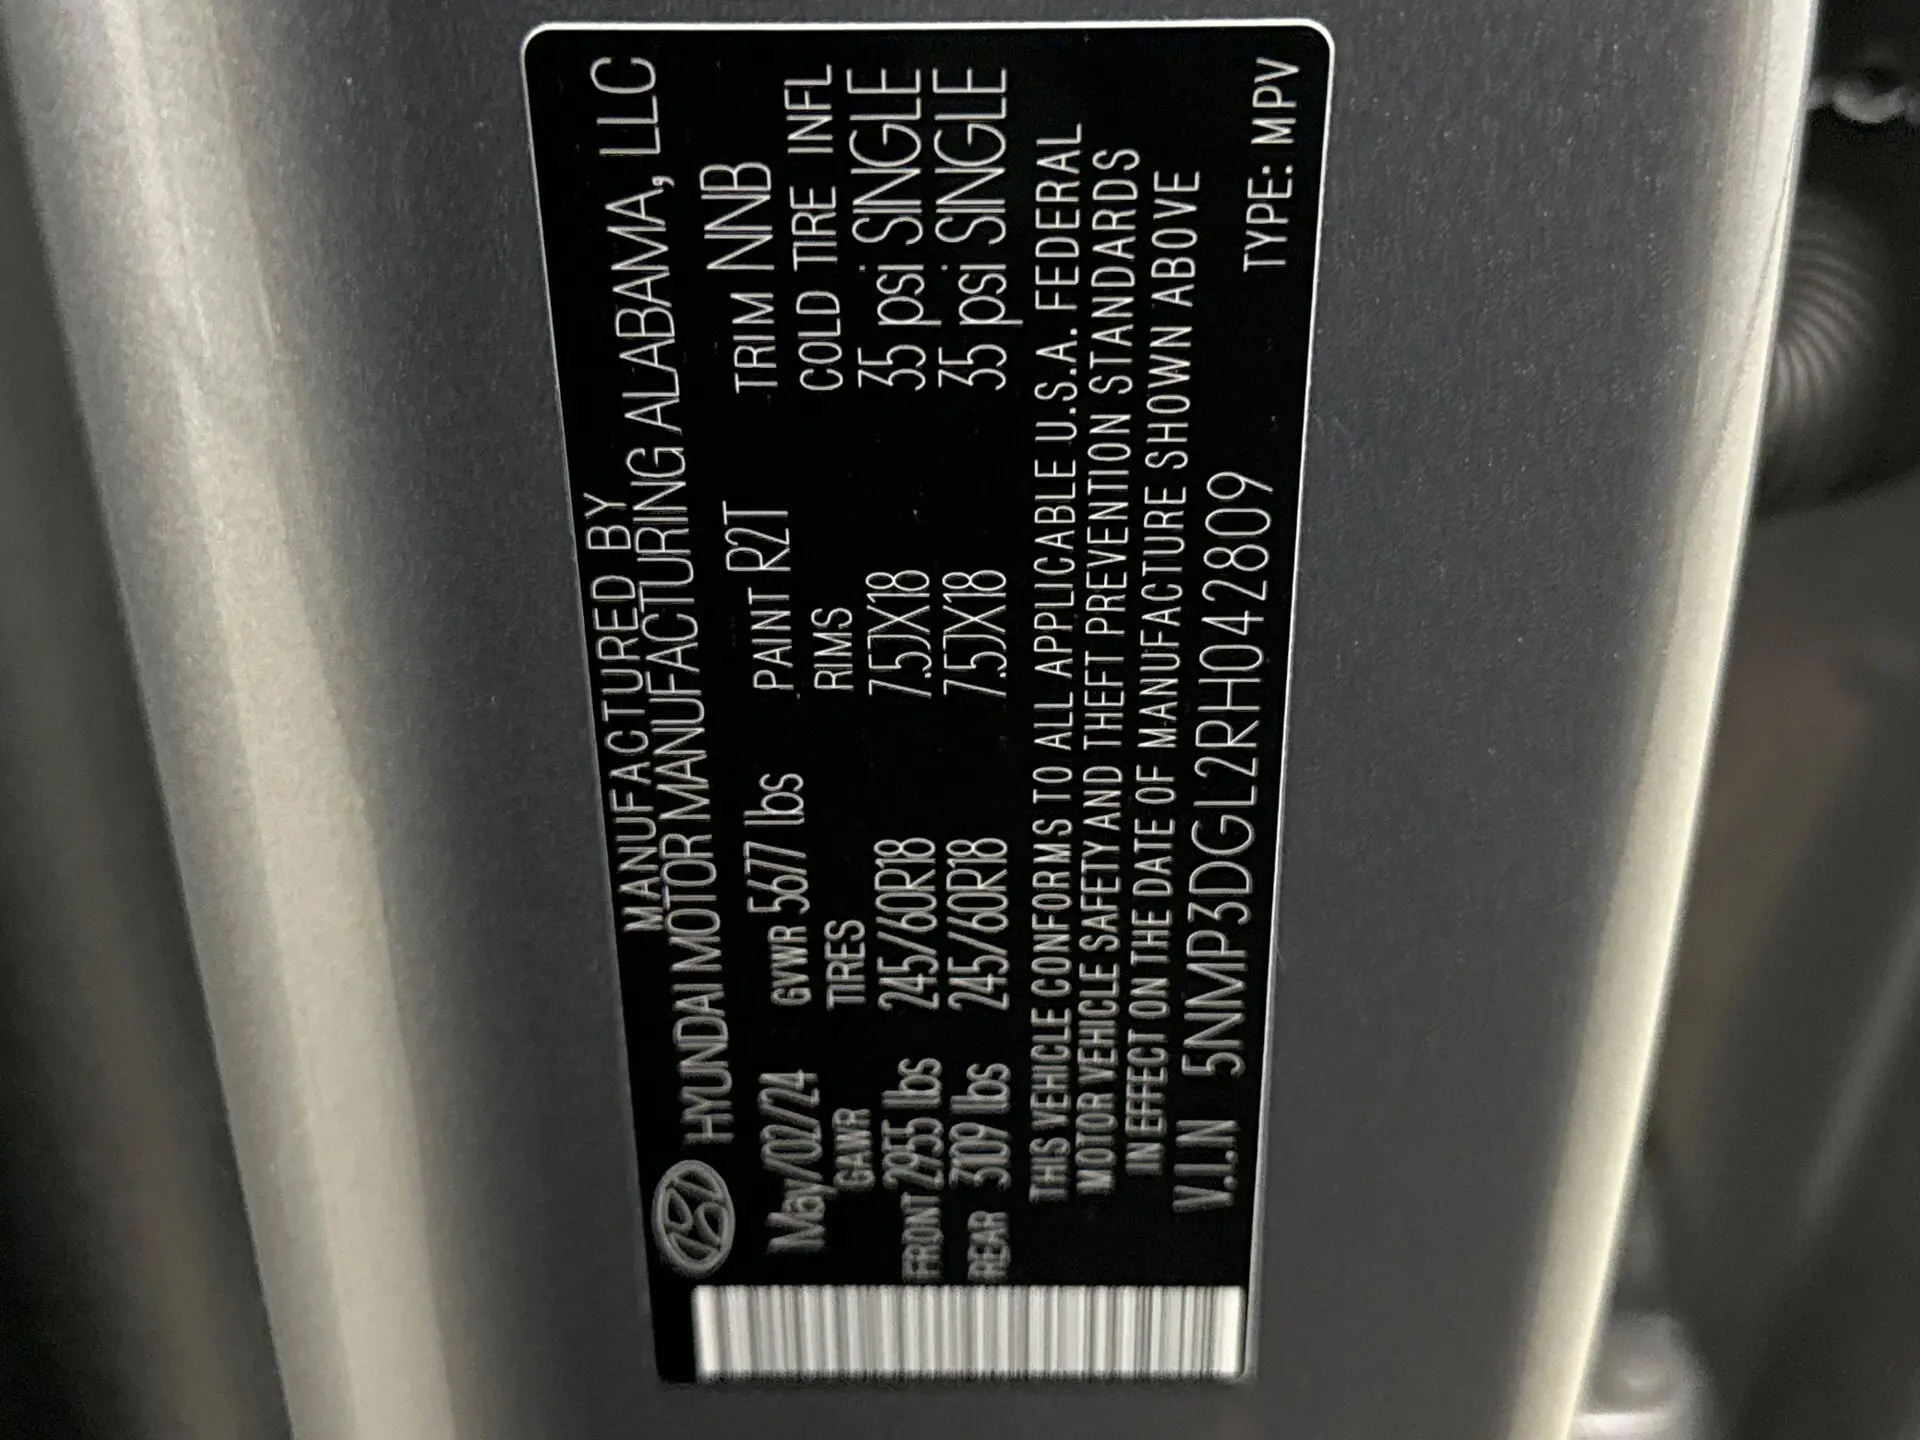 MANUFACTURED BY
HYUNDAI MOTOR MANUFACTURING ALABAMA, LLC
May/02/24 GVWR 5677 lbs PAINT R2T TRIM NNB
GAWR TIRES RIMS COLD TIRE INFL
FRONT 2955 lbs 245/60R18 7.5JX18 35 psi SINGLE
REAR 3109 lbs 245/60R18 7.5JX18 35 psi SINGLE
THIS VEHICLE CONFORMS TO ALL APPLICABLE U.S.A. FEDERAL
MOTOR VEHICLE SAFETY AND THEFT PREVENTION STANDARDS
IN EFFECT ON THE DATE OF MANUFACTURE SHOWN ABOVE
V.I.N 5NMP3DGL2RH042809 TYPE: MPV